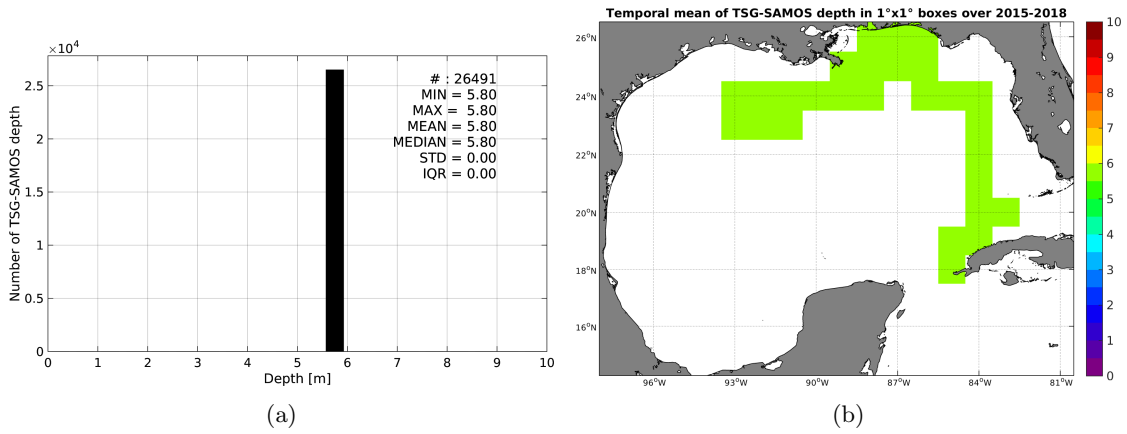 ×10⁴
2.5
2
1.5
1
0.5
0
Number of TSG-SAMOS depth
# : 26491
MIN = 5.80
MAX = 5.80
MEAN = 5.80
MEDIAN = 5.80
STD = 0.00
IQR = 0.00
0 1 2 3 4 5 6 7 8 9 10
Depth [m]
(a)
Temporal mean of TSG-SAMOS depth in 1°x1° boxes over 2015-2018
26°N
24°N
22°N
20°N
18°N
16°N
96°W 93°W 90°W 87°W 84°W 81°W
10
9
8
7
6
5
4
3
2
1
0
(b)